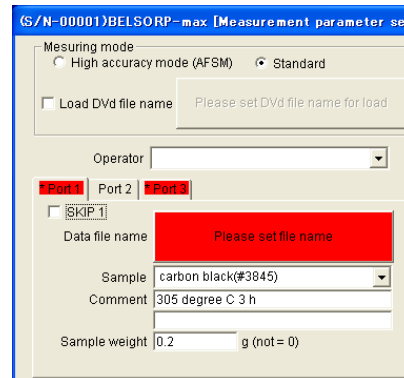 (S/N-00001)BELSORP-max [Measurement parameter se
Mesuring mode
High accuracy mode (AFSM) Standard
Load DVd file name Please set DVd file name for load
Operator
* Port 1 Port 2 * Port 3
SKIP 1
Data file name Please set file name
Sample carbon black(#3845)
Comment 305 degree C 3 h
Sample weight 0.2 g (not = 0)